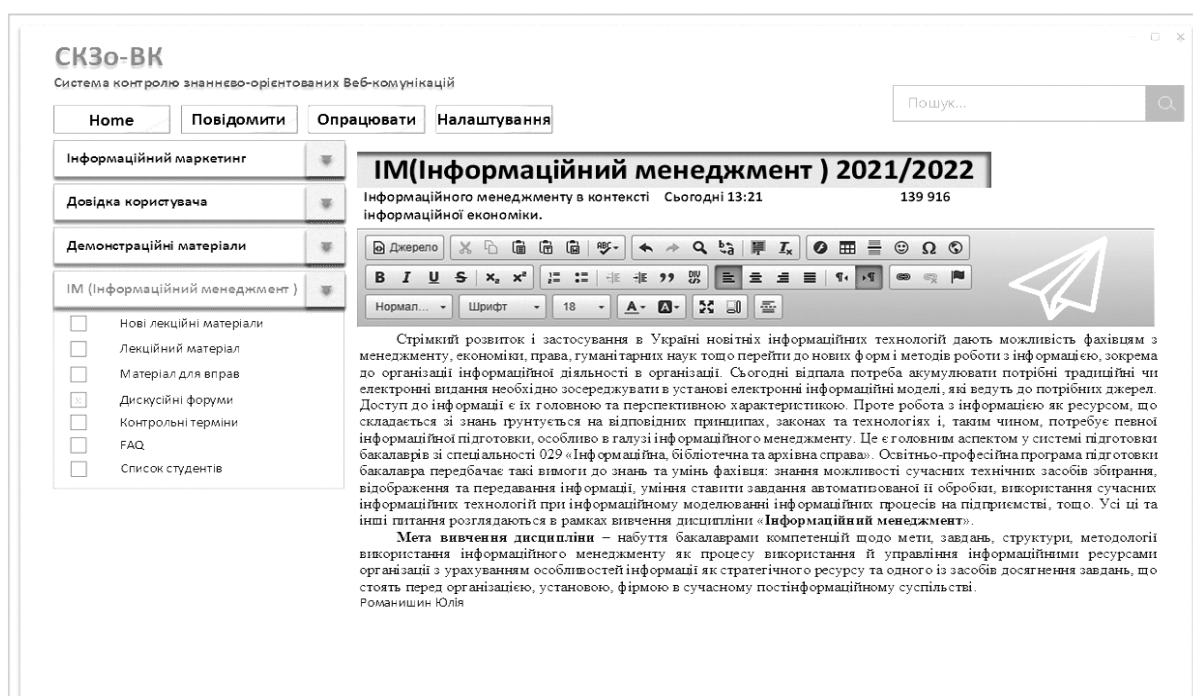 СКЗо-ВК
Система контролю знаннєво-орієнтованих Веб-комунікацій
Пошук...
Home Повідомити Опрацювати Налаштування
Інформаційний маркетинг
Довідка користувача
Демонстраційні матеріали
ІМ (Інформаційний менеджмент )
Нові лекційні матеріали
Лекційний матеріал
Матеріал для вправ
x Дискусійні форуми
Контрольні терміни
FAQ
Список студентів
ІМ(Інформаційний менеджмент ) 2021/2022
Інформаційного менеджменту в контексті Сьогодні 13:21 139 916
інформаційної економіки.
Джерело
B I U S x₂ x²
Нормал... Шрифт 18 A A
Стрімкий розвиток і застосування в Україні новітніх інформаційних технологій дають можливість фахівцям з
менеджменту, економіки, права, гуманітарних наук тощо перейти до нових форм і методів роботи з інформацією, зокрема
до організації інформаційної діяльності в організації. Сьогодні відпала потреба акумулювати потрібні традиційні чи
електронні видання необхідно зосереджувати в установі електронні інформаційні моделі, які ведуть до потрібних джерел.
Доступ до інформації є їх головною та перспективною характеристикою. Проте робота з інформацією як ресурсом, що
складається зі знань ґрунтується на відповідних принципах, законах та технологіях і, таким чином, потребує певної
інформаційної підготовки, особливо в галузі інформаційного менеджменту. Це є головним аспектом у системі підготовки
бакалаврів зі спеціальності 029 «Інформаційна, бібліотечна та архівна справа». Освітньо-професійна програма підготовки
бакалавра передбачає такі вимоги до знань та умінь фахівця: знання можливості сучасних технічних засобів збирання,
відображення та передавання інформації, уміння ставити завдання автоматизованої її обробки, використання сучасних
інформаційних технологій при інформаційному моделюванні інформаційних процесів на підприємстві, тощо. Усі ці та
інші питання розглядаються в рамках вивчення дисципліни «Інформаційний менеджмент».
Мета вивчення дисципліни – набуття бакалаврами компетенцій щодо мети, завдань, структури, методології
використання інформаційного менеджменту як процесу використання й управління інформаційними ресурсами
організації з урахуванням особливостей інформації як стратегічного ресурсу та одного із засобів досягнення завдань, що
стоять перед організацією, установою, фірмою в сучасному постінформаційному суспільстві.
Романишин Юлія